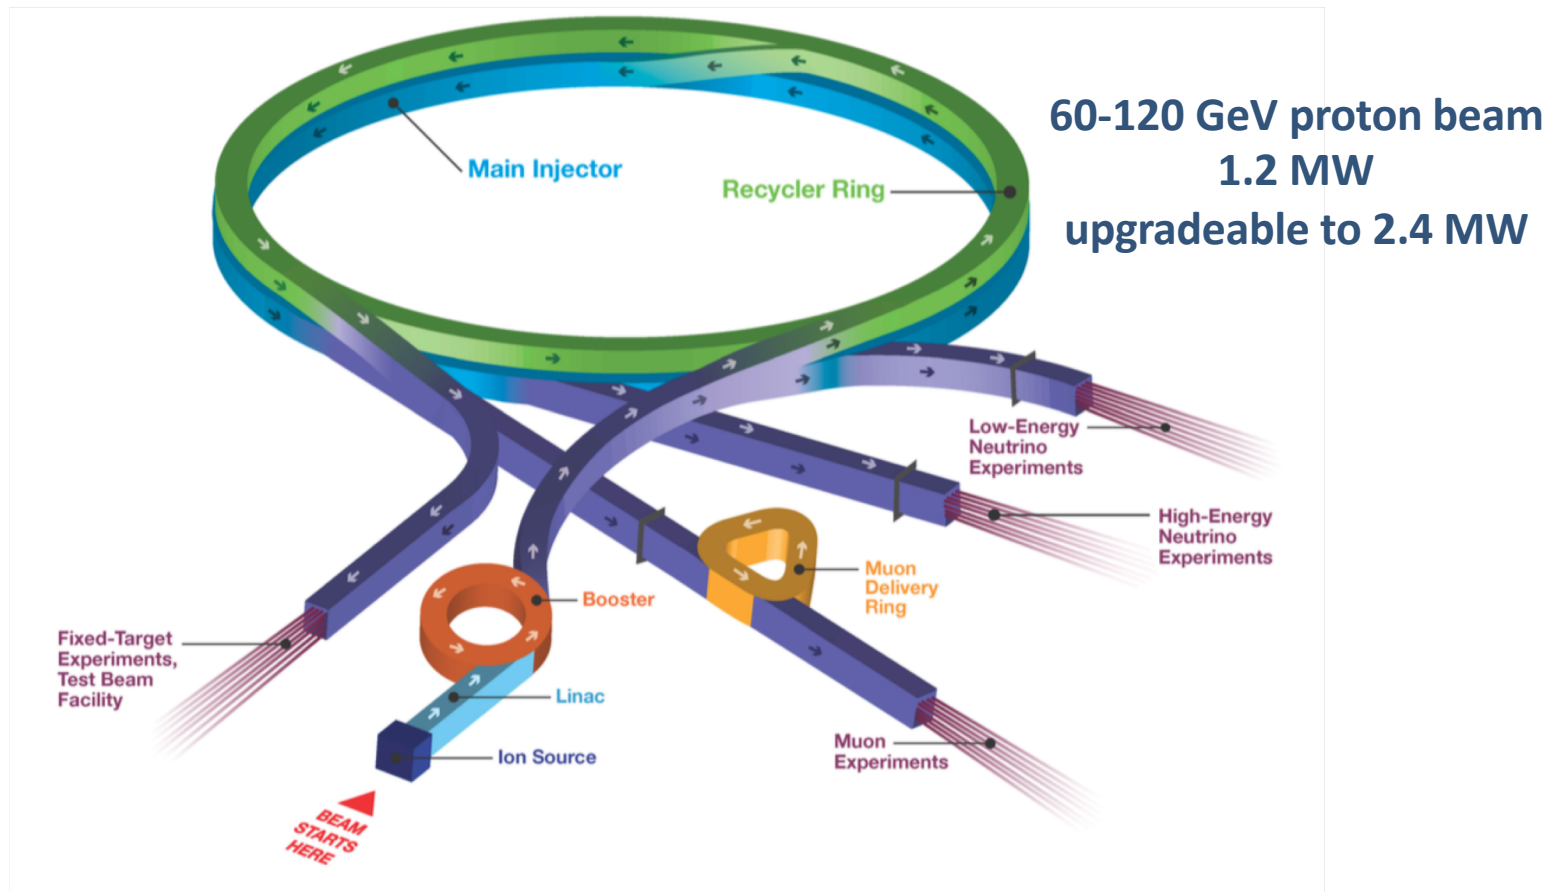 60-120 GeV proton beam
1.2 MW
upgradeable to 2.4 MW
Main Injector
Recycler Ring
Low-Energy
Neutrino
Experiments
High-Energy
Neutrino
Experiments
Muon
Delivery
Ring
Booster
Fixed-Target
Experiments,
Test Beam
Facility
Linac
Ion Source
Muon
Experiments
BEAM
STARTS
HERE